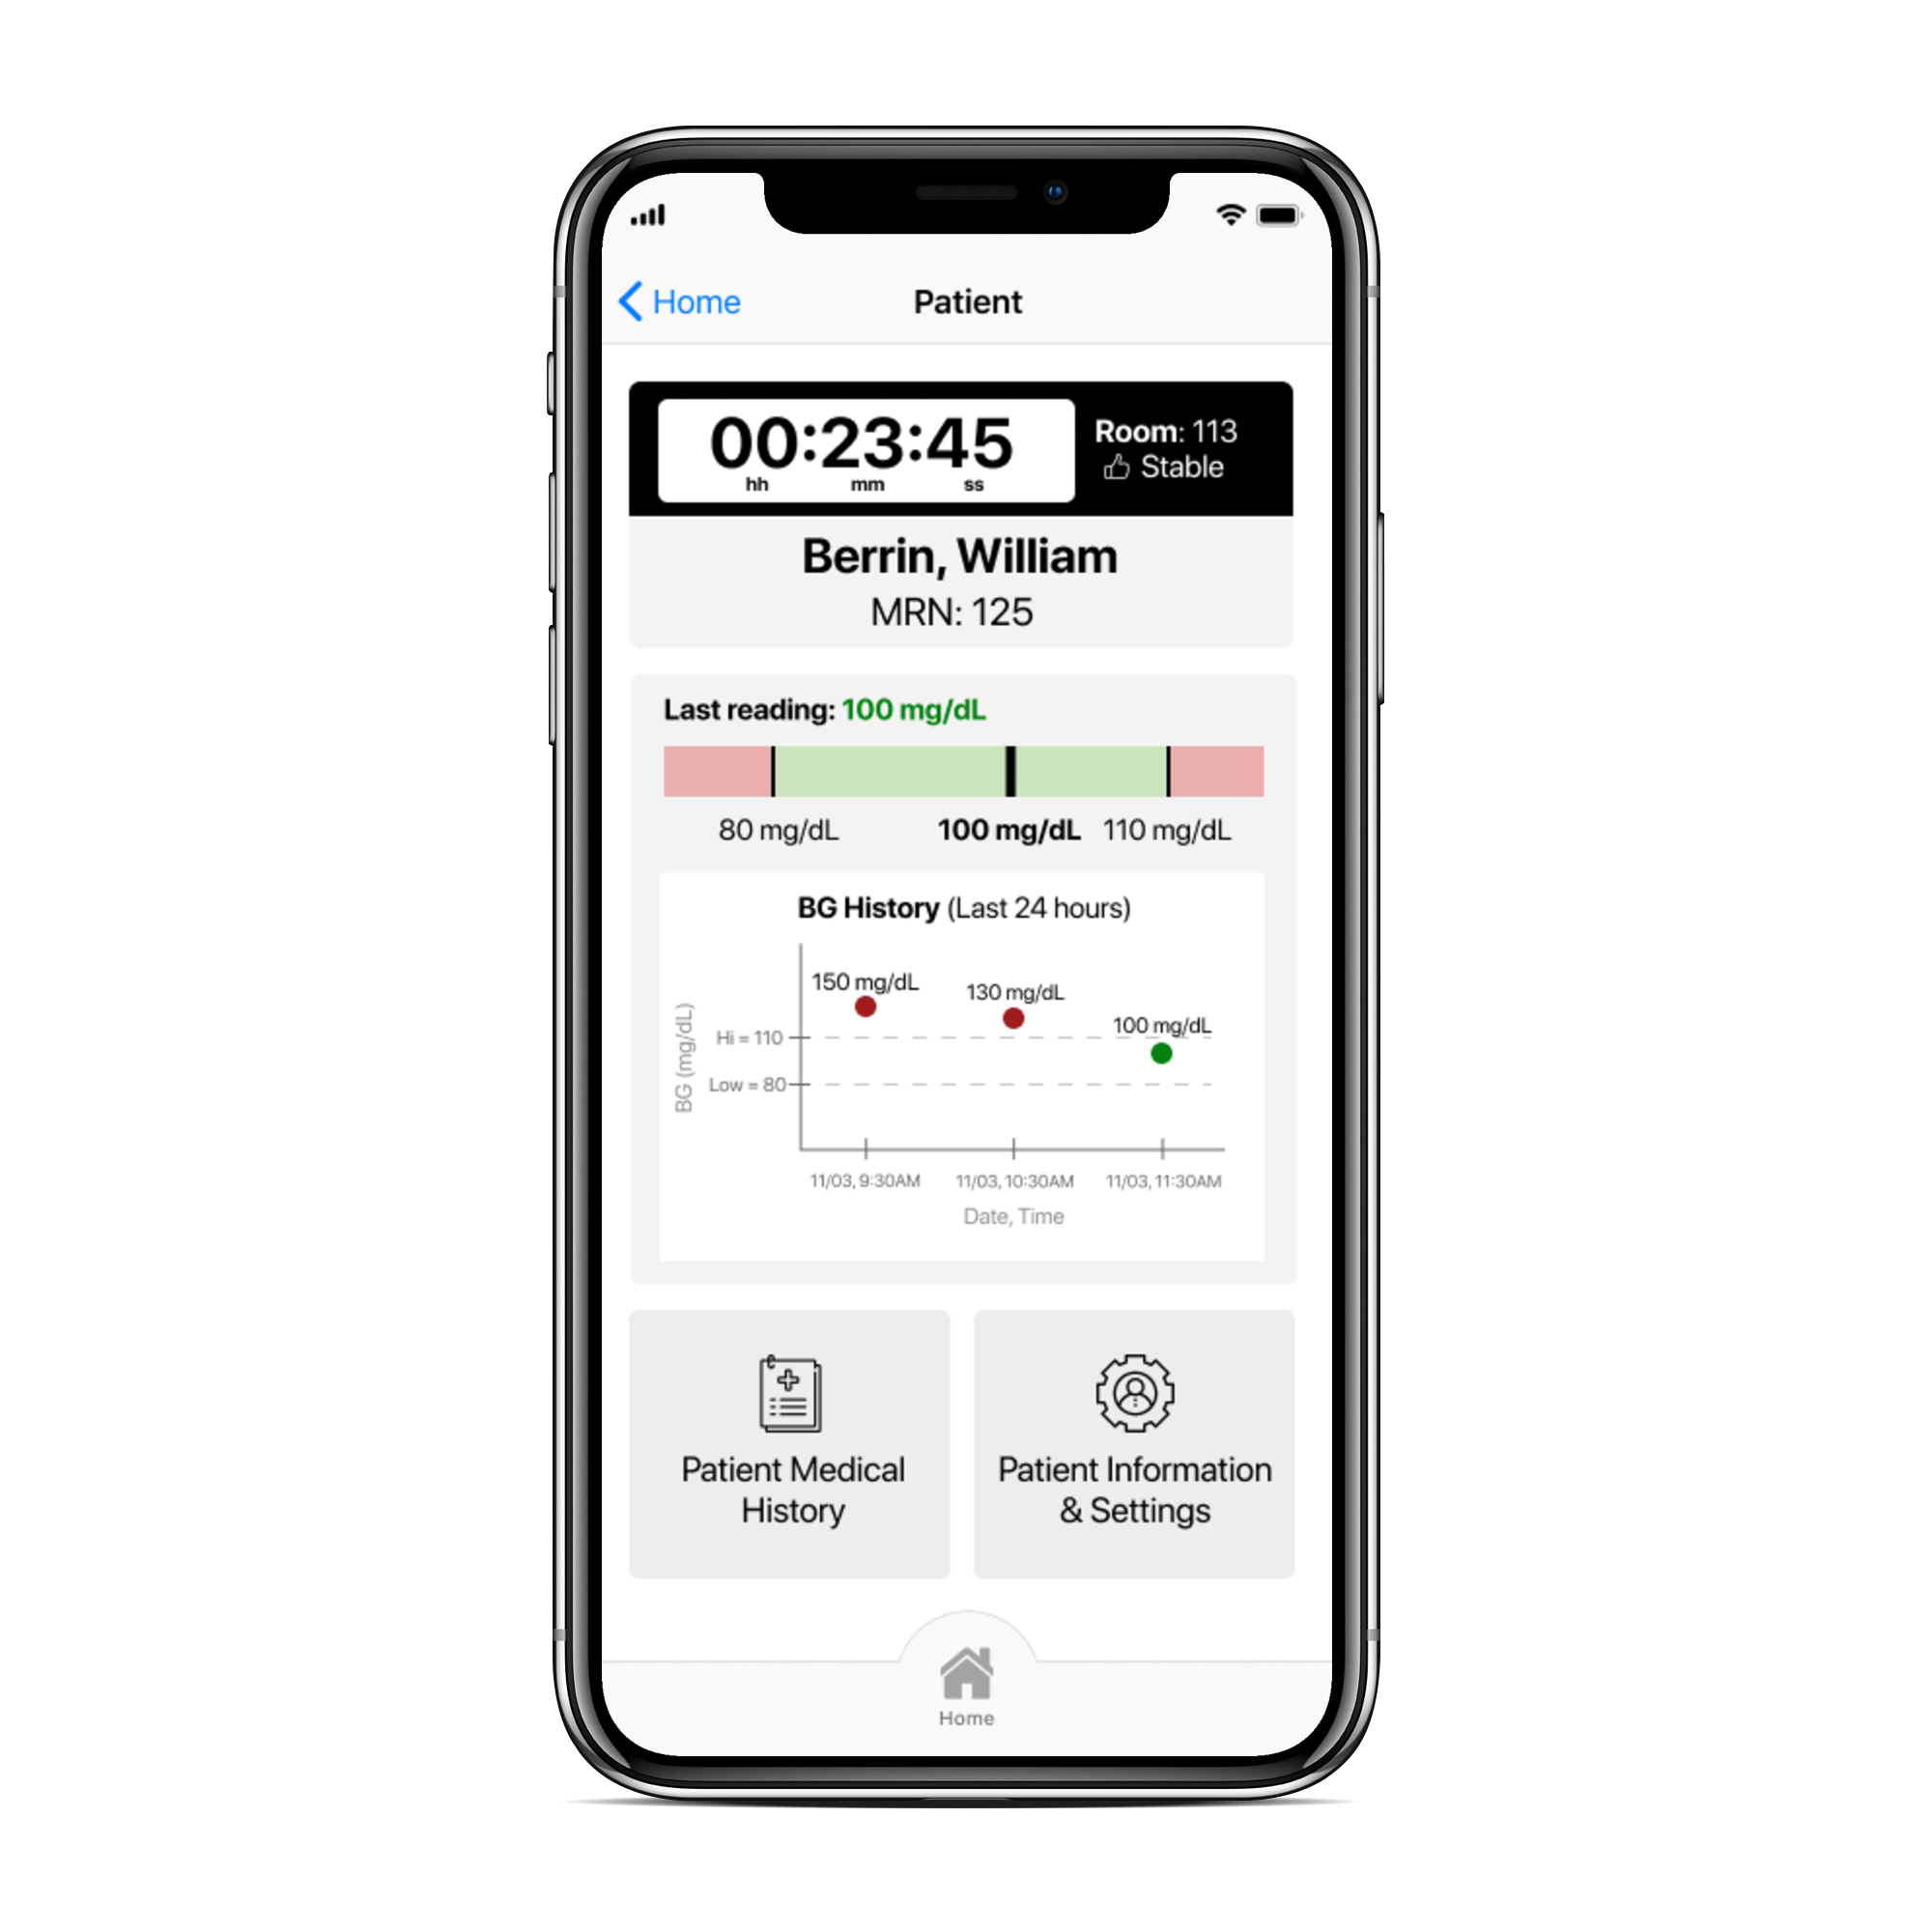 Home
Patient
00:23:45
hh mm ss
Room: 113
Stable
Berrin, William
MRN: 125
Last reading: 100 mg/dL
80 mg/dL 100 mg/dL 110 mg/dL
BG History (Last 24 hours)
150 mg/dL
130 mg/dL
100 mg/dL
BG (mg/dL)
Hi = 110
Low = 80
11/03, 9:30AM 11/03, 10:30AM 11/03, 11:30AM
Date, Time
Patient Medical
History
Patient Information
& Settings
Home